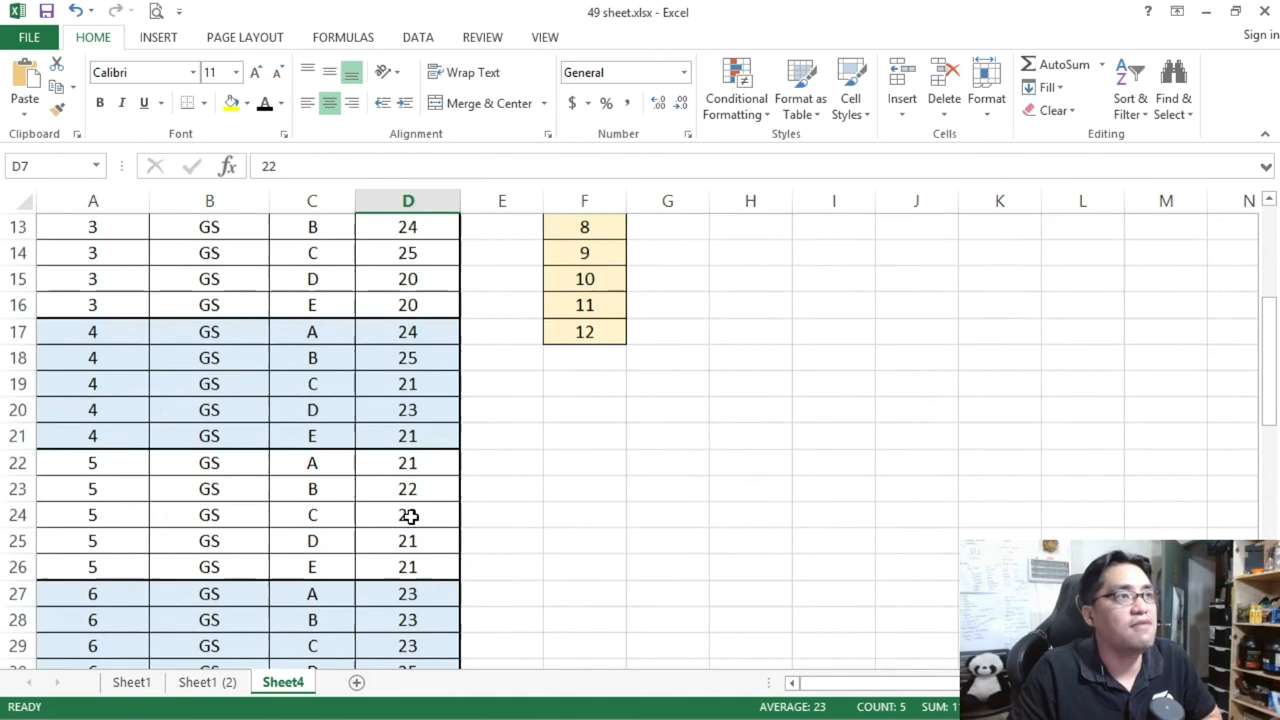 49 sheet.xlsx - Excel
FILE HOME INSERT PAGE LAYOUT FORMULAS DATA REVIEW VIEW Sign in
Paste
Calibri 11
B I U A
Wrap Text
Merge & Center
General
$ % ,
Conditional Formatting
Format as Table
Cell Styles
Insert Delete Format
AutoSum
Fill
Clear
Sort & Filter
Find & Select
Clipboard Font Alignment Number Styles Cells Editing
D7 fx 22
A B C D E F G H I J K L M N
13 3 GS B 24 8
14 3 GS C 25 9
15 3 GS D 20 10
16 3 GS E 20 11
17 4 GS A 24 12
18 4 GS B 25
19 4 GS C 21
20 4 GS D 23
21 4 GS E 21
22 5 GS A 21
23 5 GS B 22
24 5 GS C
25 5 GS D 21
26 5 GS E 21
27 6 GS A 23
28 6 GS B 23
29 6 GS C 23
Sheet1 Sheet1 (2) Sheet4
READY AVERAGE: 23 COUNT: 5